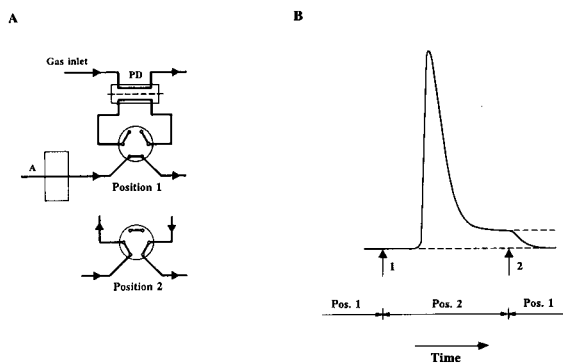 A
Gas inlet
PD
A
Position 1
Position 2
B
1
2
Pos. 1
Pos. 2
Pos. 1
Time